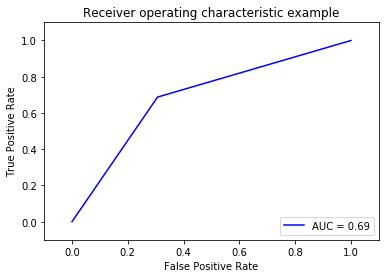 Receiver operating characteristic example
True Positive Rate
1.0
0.8
0.6
0.4
0.2
0.0
AUC = 0.69
0.0 0.2 0.4 0.6 0.8 1.0
False Positive Rate